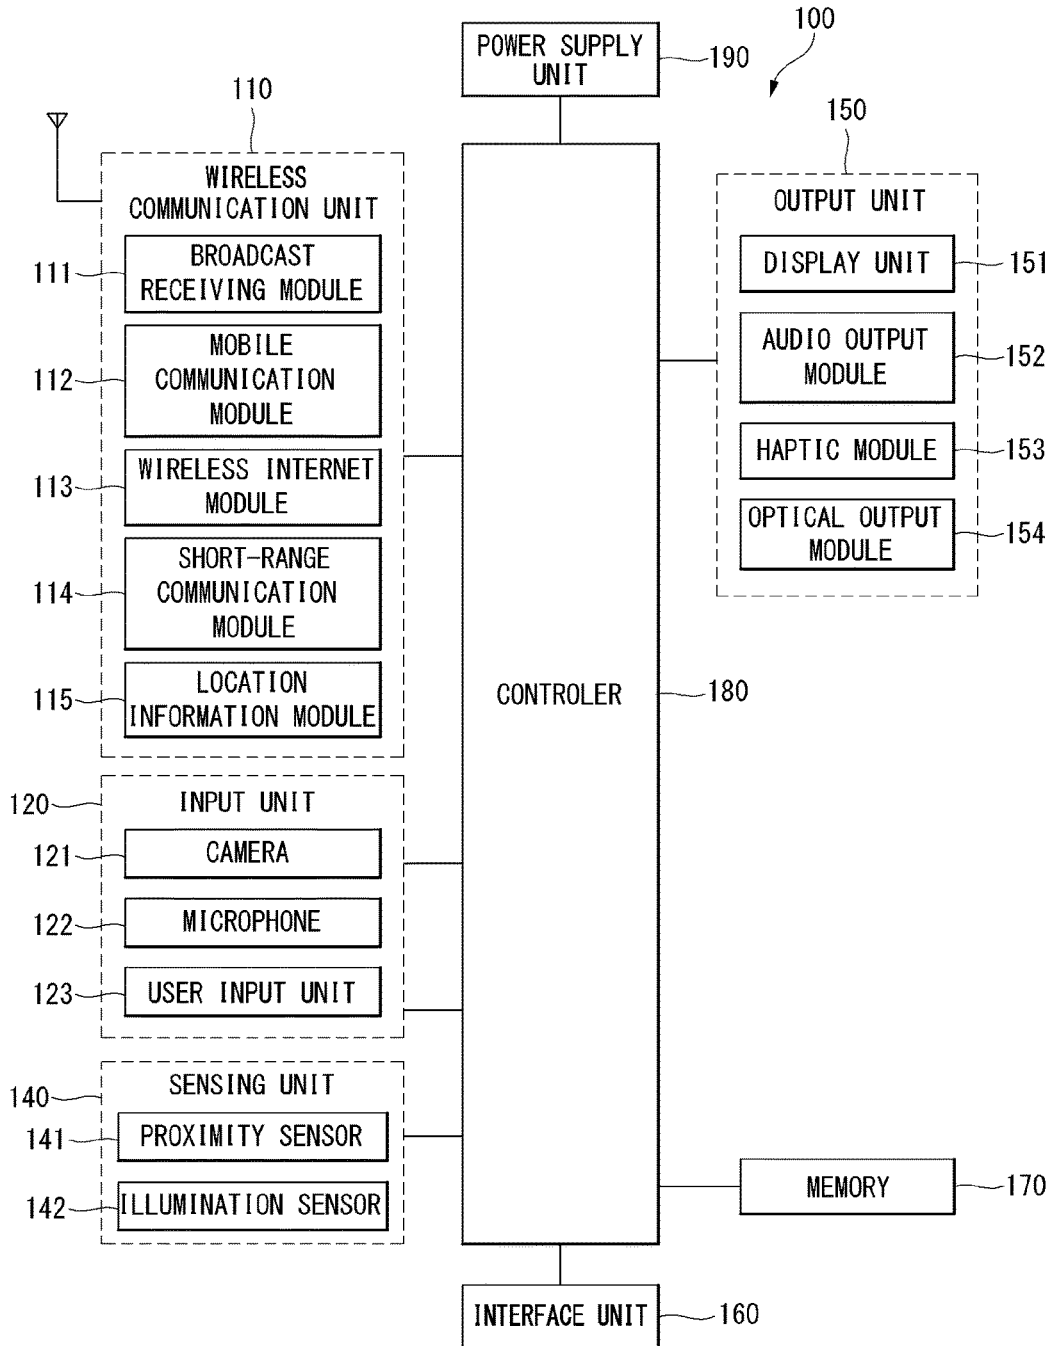 100
POWER SUPPLY
UNIT
190
110
WIRELESS
COMMUNICATION UNIT
BROADCAST
RECEIVING MODULE
111
MOBILE
COMMUNICATION
MODULE
112
WIRELESS INTERNET
MODULE
113
SHORT-RANGE
COMMUNICATION
MODULE
114
LOCATION
INFORMATION MODULE
115
120
INPUT UNIT
121
CAMERA
122
MICROPHONE
123
USER INPUT UNIT
140
SENSING UNIT
141
PROXIMITY SENSOR
142
ILLUMINATION SENSOR
CONTROLER
180
150
OUTPUT UNIT
DISPLAY UNIT
151
AUDIO OUTPUT
MODULE
152
HAPTIC MODULE
153
OPTICAL OUTPUT
MODULE
154
MEMORY
170
INTERFACE UNIT
160